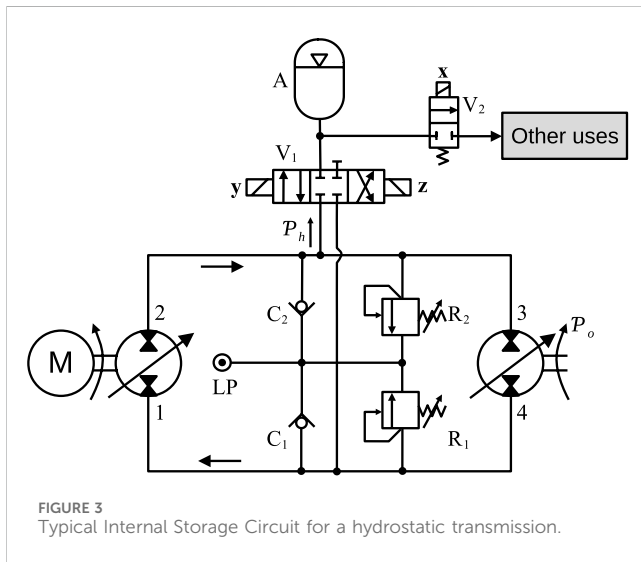 x
A
V₂
Other uses
V₁
y
z
Pₕ
2
3
Pₒ
C₂
R₂
M
LP
1
4
C₁
R₁
FIGURE 3
Typical Internal Storage Circuit for a hydrostatic transmission.